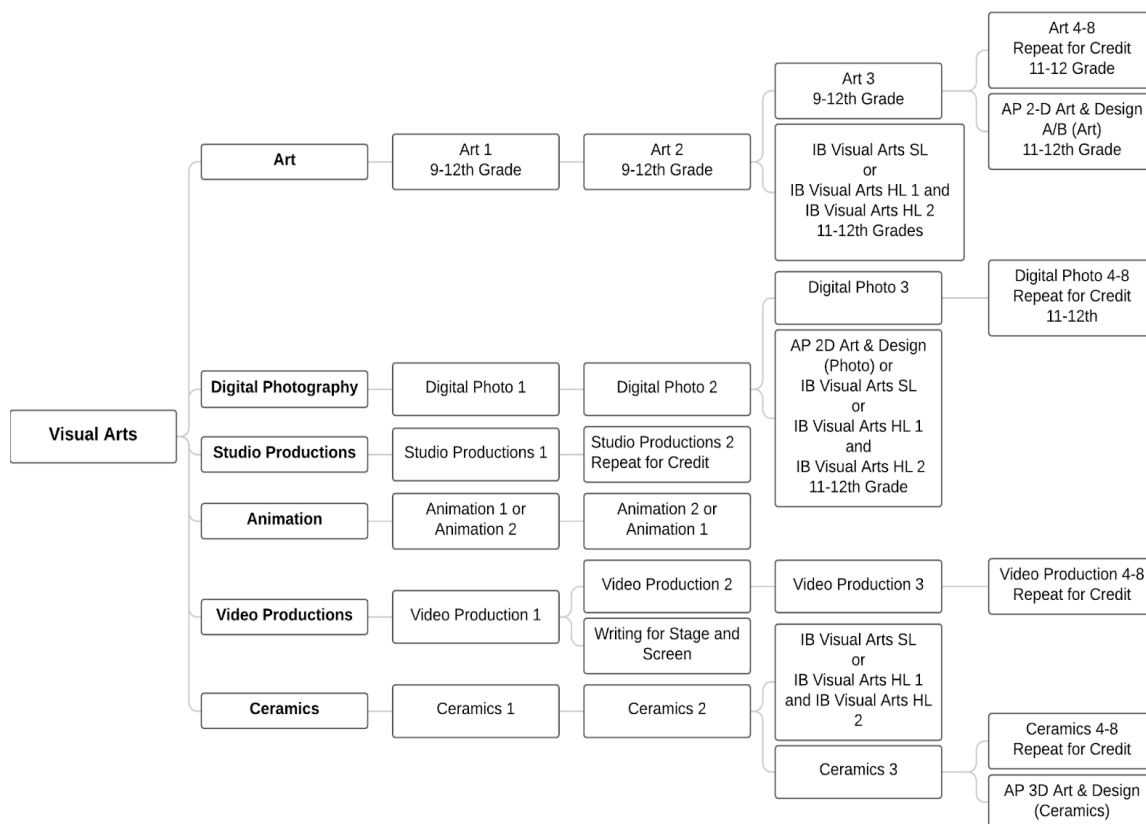 Visual Arts
Art
Art 1
9-12th Grade
Art 2
9-12th Grade
Art 3
9-12th Grade
Art 4-8
Repeat for Credit
11-12 Grade
AP 2-D Art & Design
A/B (Art)
11-12th Grade
IB Visual Arts SL
or
IB Visual Arts HL 1 and
IB Visual Arts HL 2
11-12th Grades
Digital Photography
Digital Photo 1
Digital Photo 2
Digital Photo 3
Digital Photo 4-8
Repeat for Credit
11-12th
AP 2D Art & Design
(Photo) or
IB Visual Arts SL
or
IB Visual Arts HL 1
and
IB Visual Arts HL 2
11-12th Grade
Studio Productions
Studio Productions 1
Studio Productions 2
Repeat for Credit
Animation
Animation 1 or
Animation 2
Animation 2 or
Animation 1
Video Productions
Video Production 1
Video Production 2
Video Production 3
Video Production 4-8
Repeat for Credit
Writing for Stage and
Screen
Ceramics
Ceramics 1
Ceramics 2
IB Visual Arts SL
or
IB Visual Arts HL 1
and IB Visual Arts HL
2
Ceramics 3
Ceramics 4-8
Repeat for Credit
AP 3D Art & Design
(Ceramics)